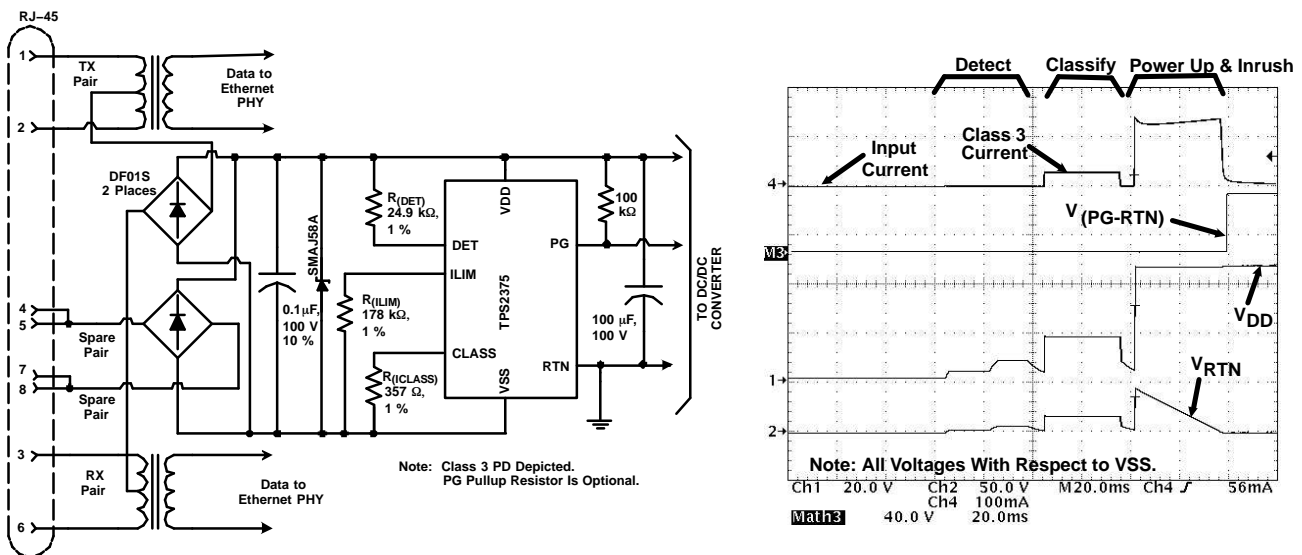 RJ–45
1
TX
Pair
2
Data to
Ethernet
PHY
DF01S
2 Places
4
5
Spare
Pair
7
8
Spare
Pair
3
RX
Pair
6
Data to
Ethernet PHY
0.1μF,
100 V
10 %
SMAJ58A
R(DET)
24.9 kΩ,
1 %
R(ILIM)
178 kΩ,
1 %
R(ICLASS)
357 Ω,
1 %
DET
ILIM
CLASS
VDD
TPS2375
VSS
PG
RTN
100
kΩ
100 μF,
100 V
TO DC/DC
CONVERTER
Note: Class 3 PD Depicted.
PG Pullup Resistor Is Optional.
Detect
Classify
Power Up & Inrush
Input
Current
Class 3
Current
V(PG-RTN)
VDD
VRTN
4
M3
1
2
Note: All Voltages With Respect to VSS.
Ch1 20.0 V Ch2 50.0 V M20.0ms Ch4 56mA
Ch4 100mA
Math3 40.0 V 20.0ms